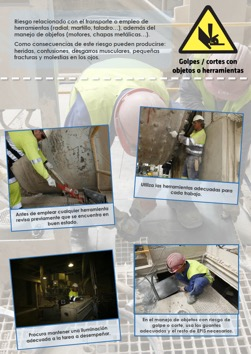 Riesgo relacionado con el transporte o empleo de
herramientas (radial, martillo, taladro…); además del
manejo de objetos (motores, chapas metálicas…).
Como consecuencias de este riesgo pueden producirse:
heridas, contusiones, desgarros musculares, pequeñas
fracturas y molestias en los ojos.
Golpes / cortes con
objetos o herramientas
Utiliza las herramientas adecuadas para
cada trabajo.
Antes de emplear cualquier herramienta
revisa previamente que se encuentra en
buen estado.
Procura mantener una iluminación
adecuada a la tarea a desempeñar.
En el manejo de objetos con riesgo de
golpe o corte, usa los guantes
adecuados y el resto de EPIS necesarios.